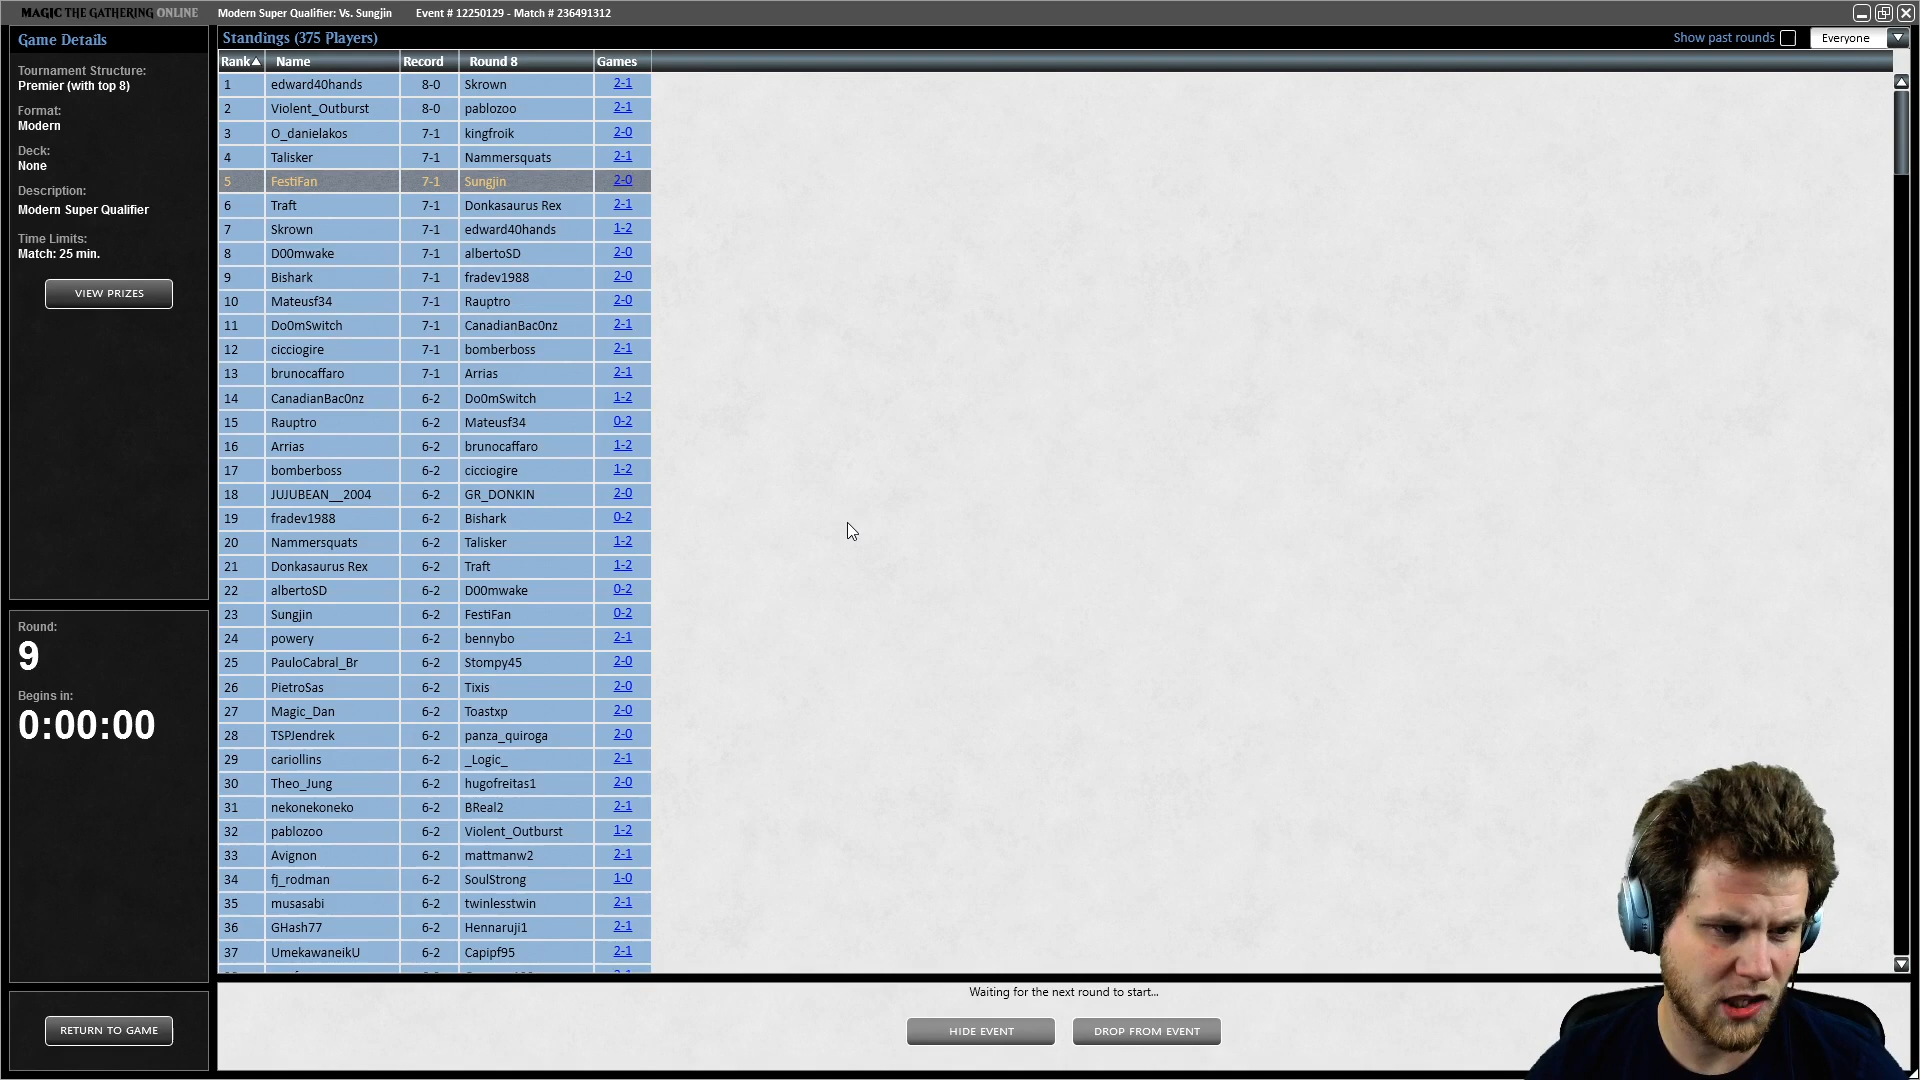 MAGIC THE GATHERING ONLINE Modern Super Qualifier: Vs. Sungjin Event # 12250129 - Match # 236491312
Game Details
Tournament Structure:
Premier (with top 8)
Format:
Modern
Deck:
None
Description:
Modern Super Qualifier
Time Limits:
Match: 25 min.
VIEW PRIZES
Round:
9
Begins in:
0:00:00
RETURN TO GAME
Standings (375 Players) Show past rounds Everyone
Rank Name Record Round 8 Games
1 edward40hands 8-0 Skrown 2-1
2 Violent_Outburst 8-0 pablozoo 2-1
3 O_danielakos 7-1 kingfroik 2-0
4 Talisker 7-1 Nammersquats 2-1
5 FestiFan 7-1 Sungjin 2-0
6 Traft 7-1 Donkasaurus Rex 2-1
7 Skrown 7-1 edward40hands 1-2
8 D00mwake 7-1 albertoSD 2-0
9 Bishark 7-1 fradev1988 2-0
10 Mateusf34 7-1 Rauptro 2-0
11 Do0mSwitch 7-1 CanadianBac0nz 2-1
12 cicciogire 7-1 bomberboss 2-1
13 brunocaffaro 7-1 Arrias 2-1
14 CanadianBac0nz 6-2 Do0mSwitch 1-2
15 Rauptro 6-2 Mateusf34 0-2
16 Arrias 6-2 brunocaffaro 1-2
17 bomberboss 6-2 cicciogire 1-2
18 JUJUBEAN__2004 6-2 GR_DONKIN 2-0
19 fradev1988 6-2 Bishark 0-2
20 Nammersquats 6-2 Talisker 1-2
21 Donkasaurus Rex 6-2 Traft 1-2
22 albertoSD 6-2 D00mwake 0-2
23 Sungjin 6-2 FestiFan 0-2
24 powery 6-2 bennybo 2-1
25 PauloCabral_Br 6-2 Stompy45 2-0
26 PietroSas 6-2 Tixis 2-0
27 Magic_Dan 6-2 Toastxp 2-0
28 TSPJendrek 6-2 panza_quiroga 2-0
29 cariollins 6-2 _Logic_ 2-1
30 Theo_Jung 6-2 hugofreitas1 2-0
31 nekonekoneko 6-2 BReal2 2-1
32 pablozoo 6-2 Violent_Outburst 1-2
33 Avignon 6-2 mattmanw2 2-1
34 fj_rodman 6-2 SoulStrong 1-0
35 musasabi 6-2 twinlesstwin 2-1
36 GHash77 6-2 Hennaruji1 2-1
37 UmekawaneikU 6-2 Capipf95 2-1
Waiting for the next round to start...
HIDE EVENT DROP FROM EVENT